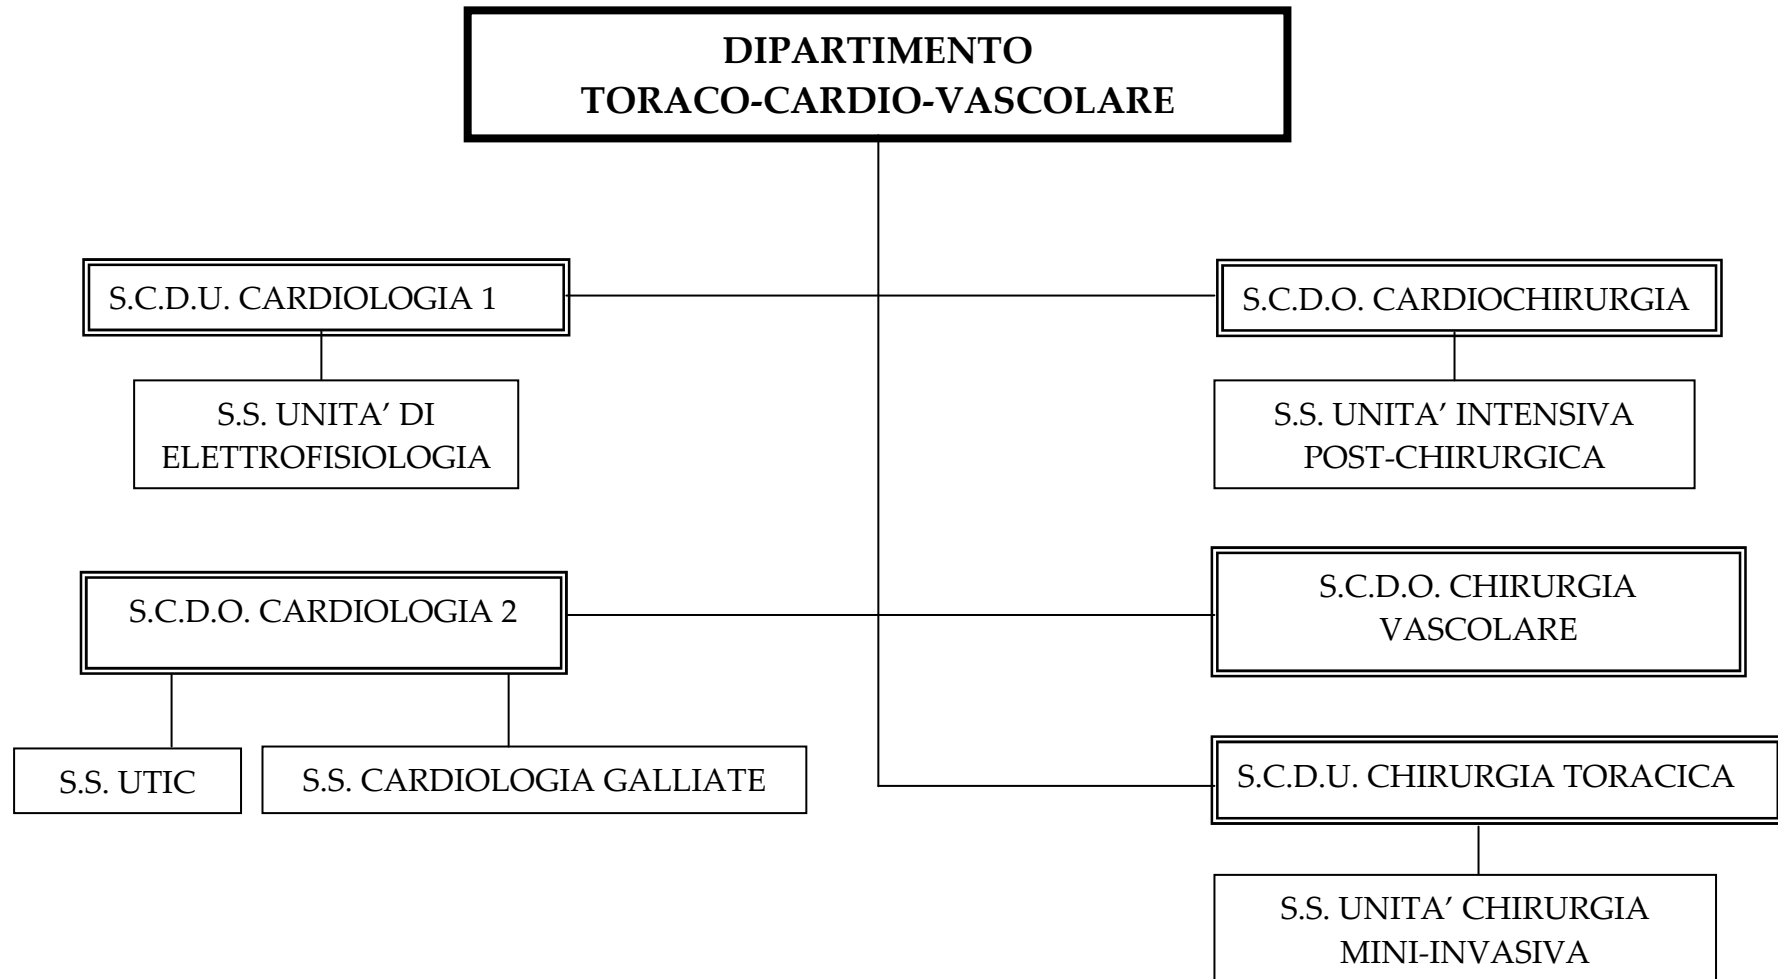 DIPARTIMENTO
TORACO-CARDIO-VASCOLARE
S.C.D.U. CARDIOLOGIA 1
S.C.D.O. CARDIOCHIRURGIA
S.S. UNITA’ DI
ELETTROFISIOLOGIA
S.S. UNITA’ INTENSIVA
POST-CHIRURGICA
S.C.D.O. CARDIOLOGIA 2
S.C.D.O. CHIRURGIA
VASCOLARE
S.S. UTIC
S.S. CARDIOLOGIA GALLIATE
S.C.D.U. CHIRURGIA TORACICA
S.S. UNITA’ CHIRURGIA
MINI-INVASIVA